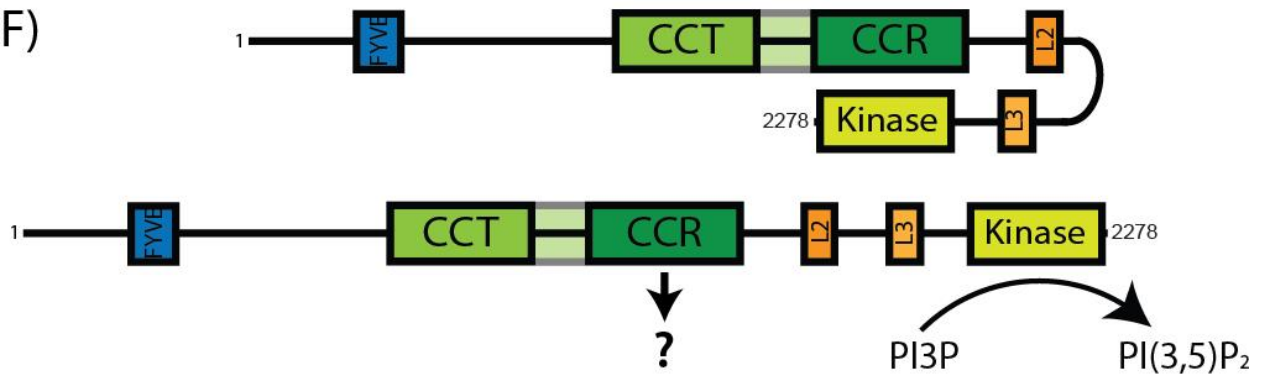 F)
1 FYVE CCT CCR L2
2278 Kinase L3
1 FYVE CCT CCR L2 L3 Kinase 2278
?
PI3P PI(3,5)P₂